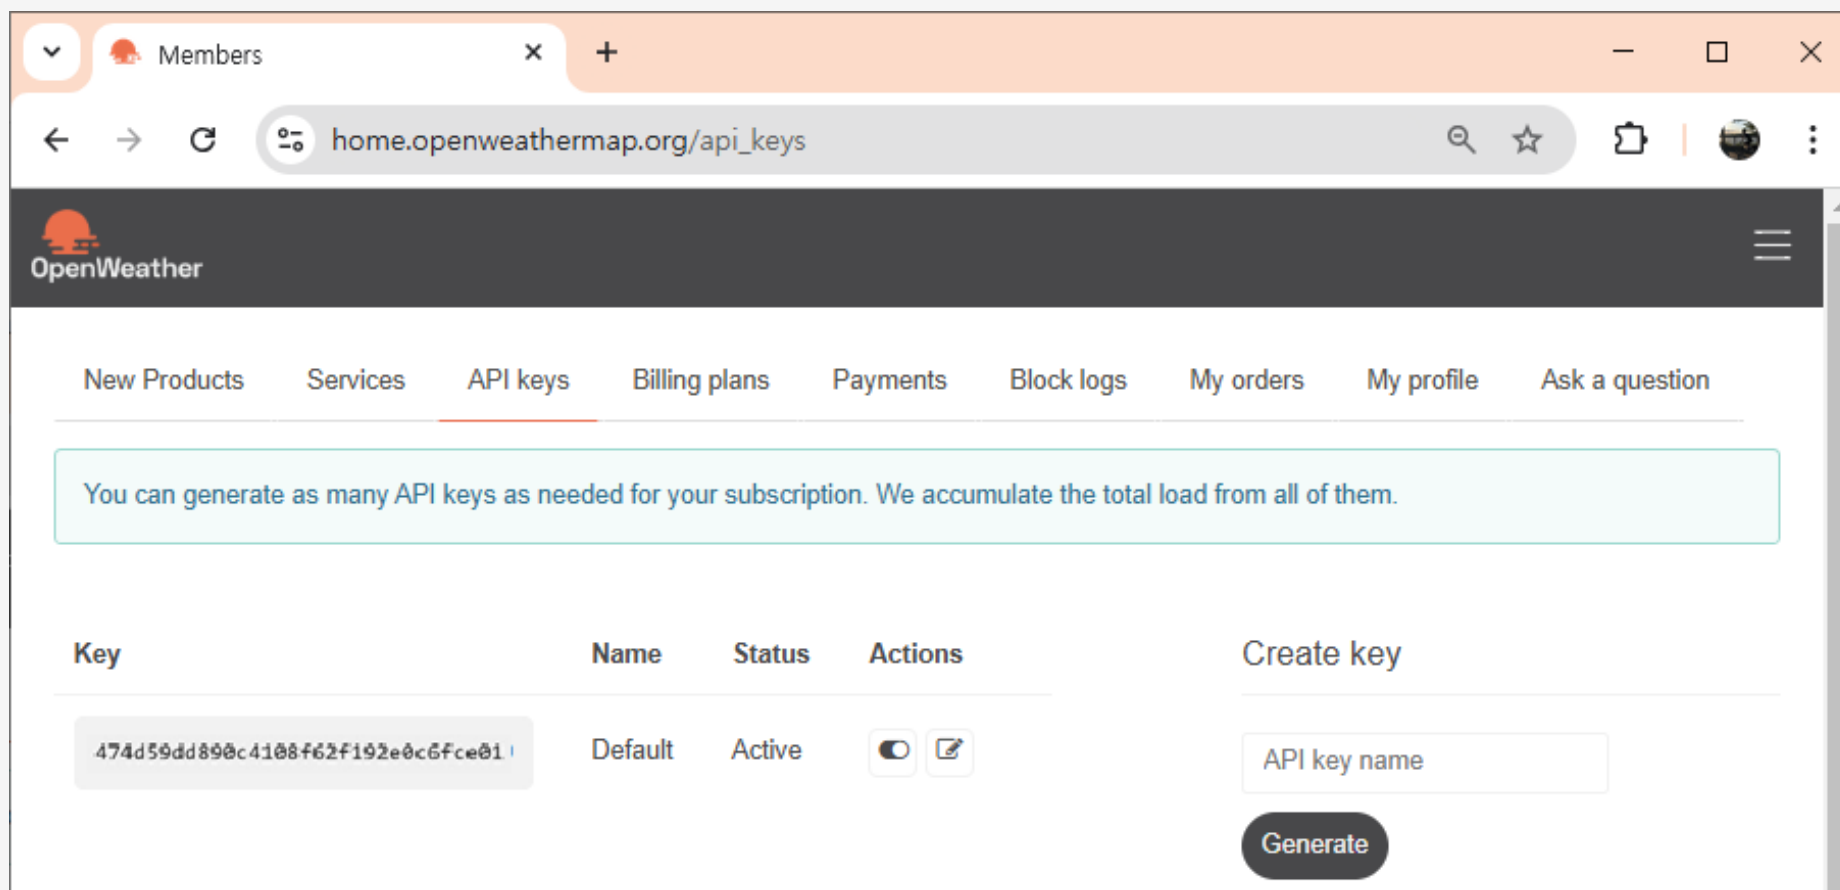 Members
home.openweathermap.org/api_keys
OpenWeather
New Products Services API keys Billing plans Payments Block logs My orders My profile Ask a question
You can generate as many API keys as needed for your subscription. We accumulate the total load from all of them.
Key Name Status Actions Create key
Default Active API key name
Generate